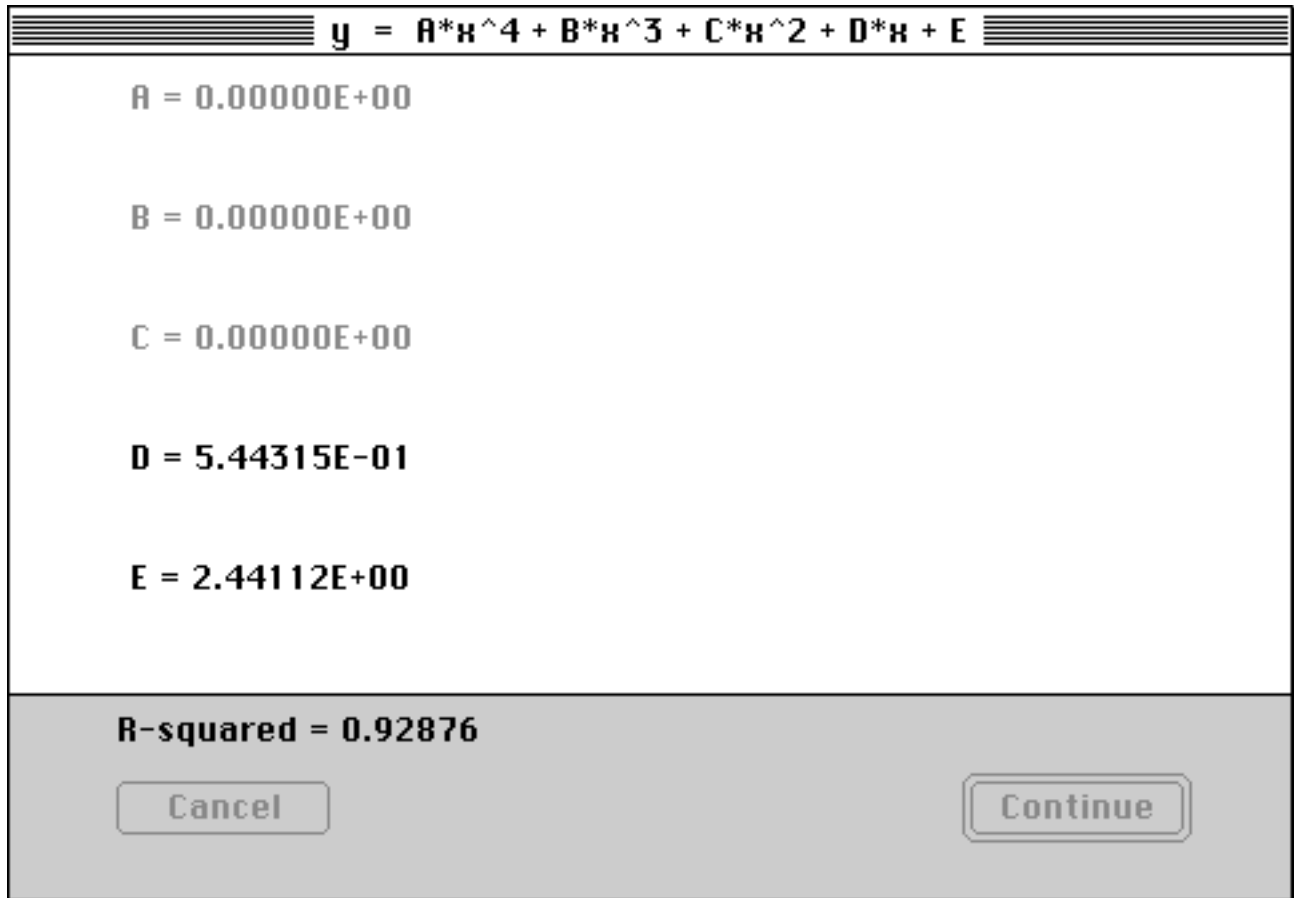 y = A*x^4 + B*x^3 + C*x^2 + D*x + E
A = 0.00000E+00
B = 0.00000E+00
C = 0.00000E+00
D = 5.44315E-01
E = 2.44112E+00
R-squared = 0.92876
Cancel Continue